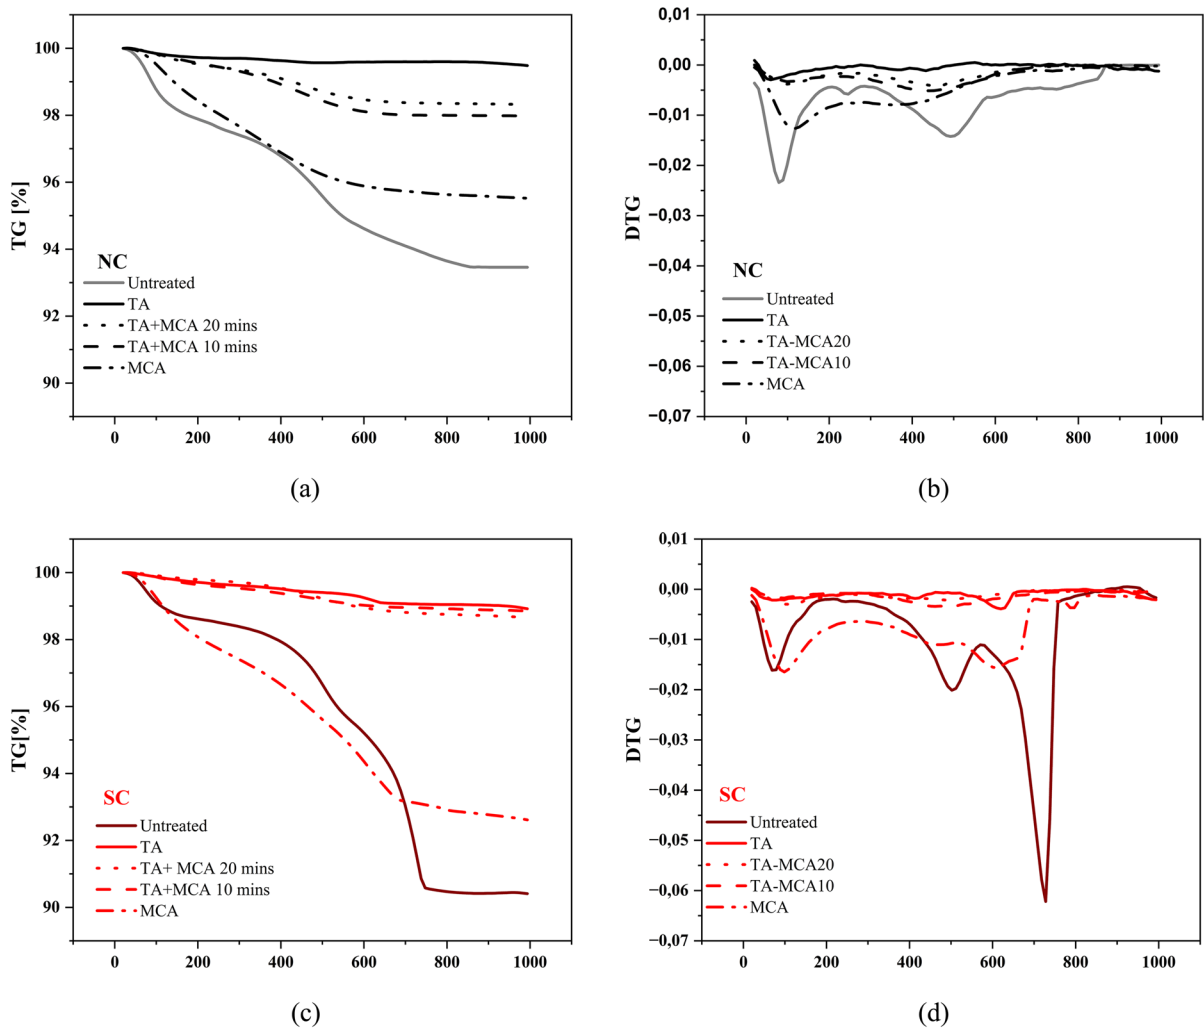 100
98
96
94
92
90
TG [%]
NC
Untreated
TA
TA+MCA 20 mins
TA+MCA 10 mins
MCA
0 200 400 600 800 1000
(a)
0,01
0,00
−0,01
−0,02
−0,03
−0,04
−0,05
−0,06
−0,07
DTG
NC
Untreated
TA
TA-MCA20
TA-MCA10
MCA
0 200 400 600 800 1000
(b)
100
98
96
94
92
90
TG[%]
SC
Untreated
TA
TA+ MCA 20 mins
TA+MCA 10 mins
MCA
0 200 400 600 800 1000
(c)
0,01
0,00
−0,01
−0,02
−0,03
−0,04
−0,05
−0,06
−0,07
DTG
SC
Untreated
TA
TA-MCA20
TA-MCA10
MCA
0 200 400 600 800 1000
(d)